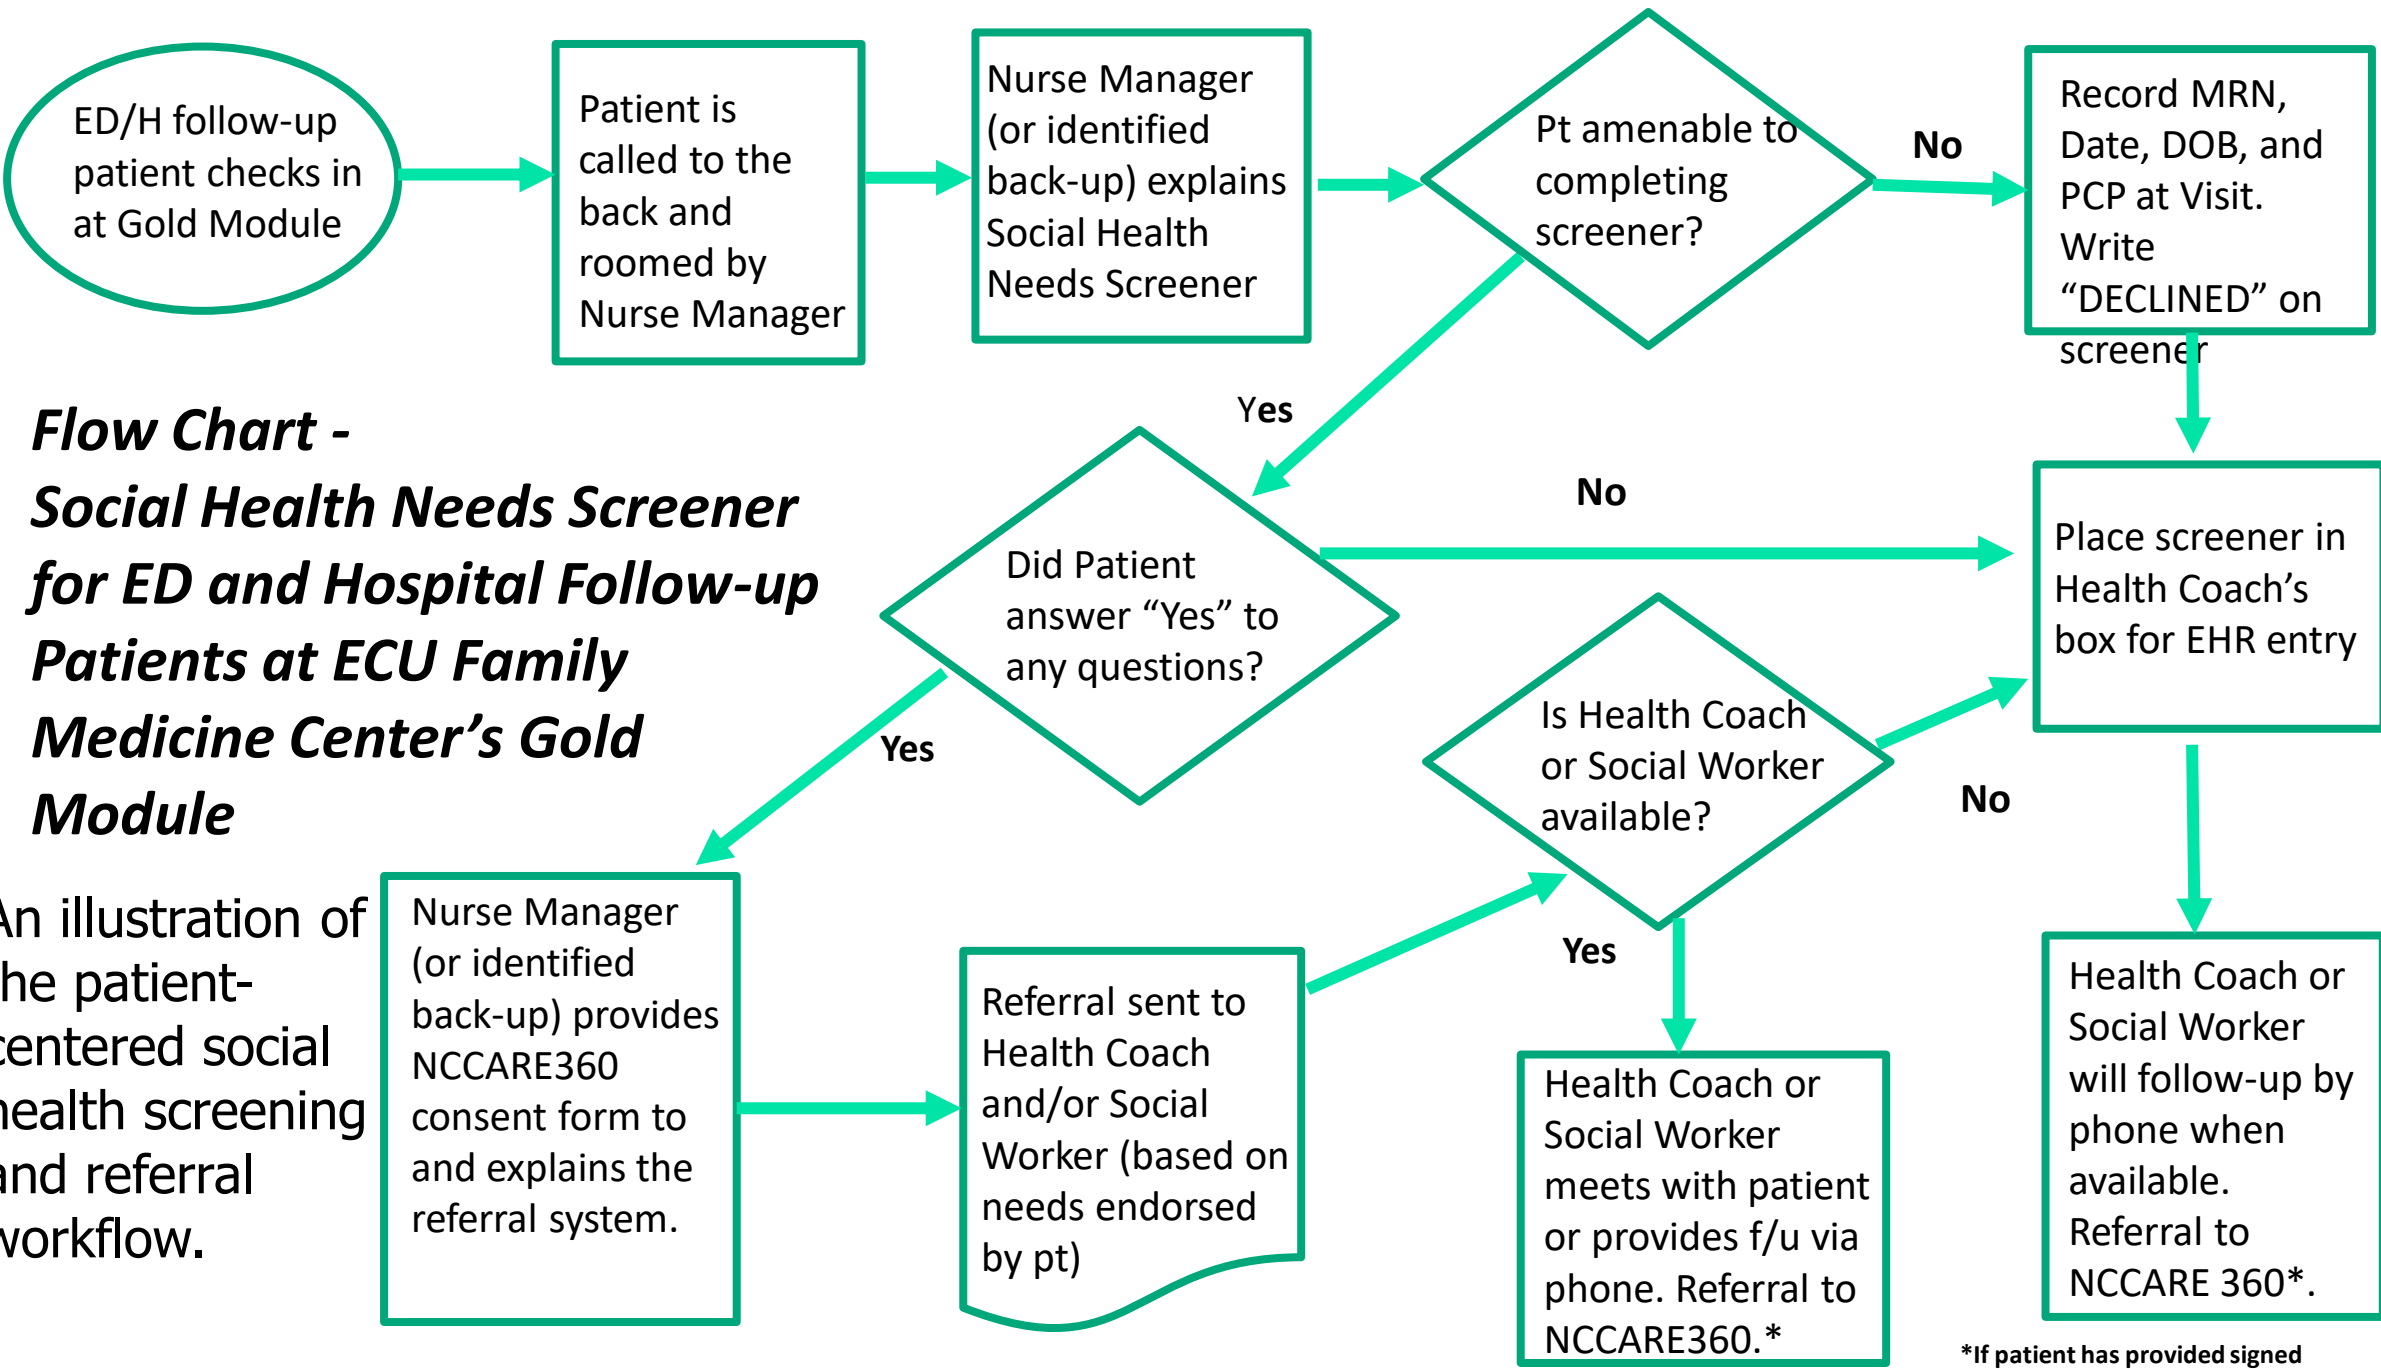 ED/H follow-up
patient checks in
at Gold Module
Patient is
called to the
back and
roomed by
Nurse Manager
Nurse Manager
(or identified
back-up) explains
Social Health
Needs Screener
Pt amenable to
completing
screener?
No
Record MRN,
Date, DOB, and
PCP at Visit.
Write
“DECLINED” on
screener
Yes
Flow Chart -
Social Health Needs Screener
for ED and Hospital Follow-up
Patients at ECU Family
Medicine Center’s Gold
Module
Did Patient
answer “Yes” to
any questions?
No
Place screener in
Health Coach’s
box for EHR entry
Yes
Is Health Coach
or Social Worker
available?
No
Yes
An illustration of
the patient-
centered social
health screening
and referral
workflow.
Nurse Manager
(or identified
back-up) provides
NCCARE360
consent form to
and explains the
referral system.
Referral sent to
Health Coach
and/or Social
Worker (based on
needs endorsed
by pt)
Health Coach or
Social Worker
meets with patient
or provides f/u via
phone. Referral to
NCCARE360.*
Health Coach or
Social Worker
will follow-up by
phone when
available.
Referral to
NCCARE 360*.
*If patient has provided signed